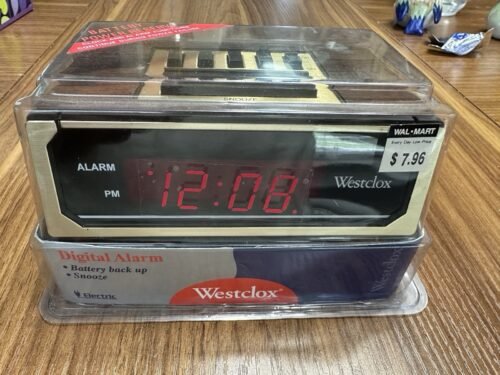 SNOOZE
WAL★MART
Every Day Low Price
$ 7.96
ALARM
PM
12:08
Westclox
Digital Alarm
• Battery back up
• Snooze
Electric
Westclox
Westclox